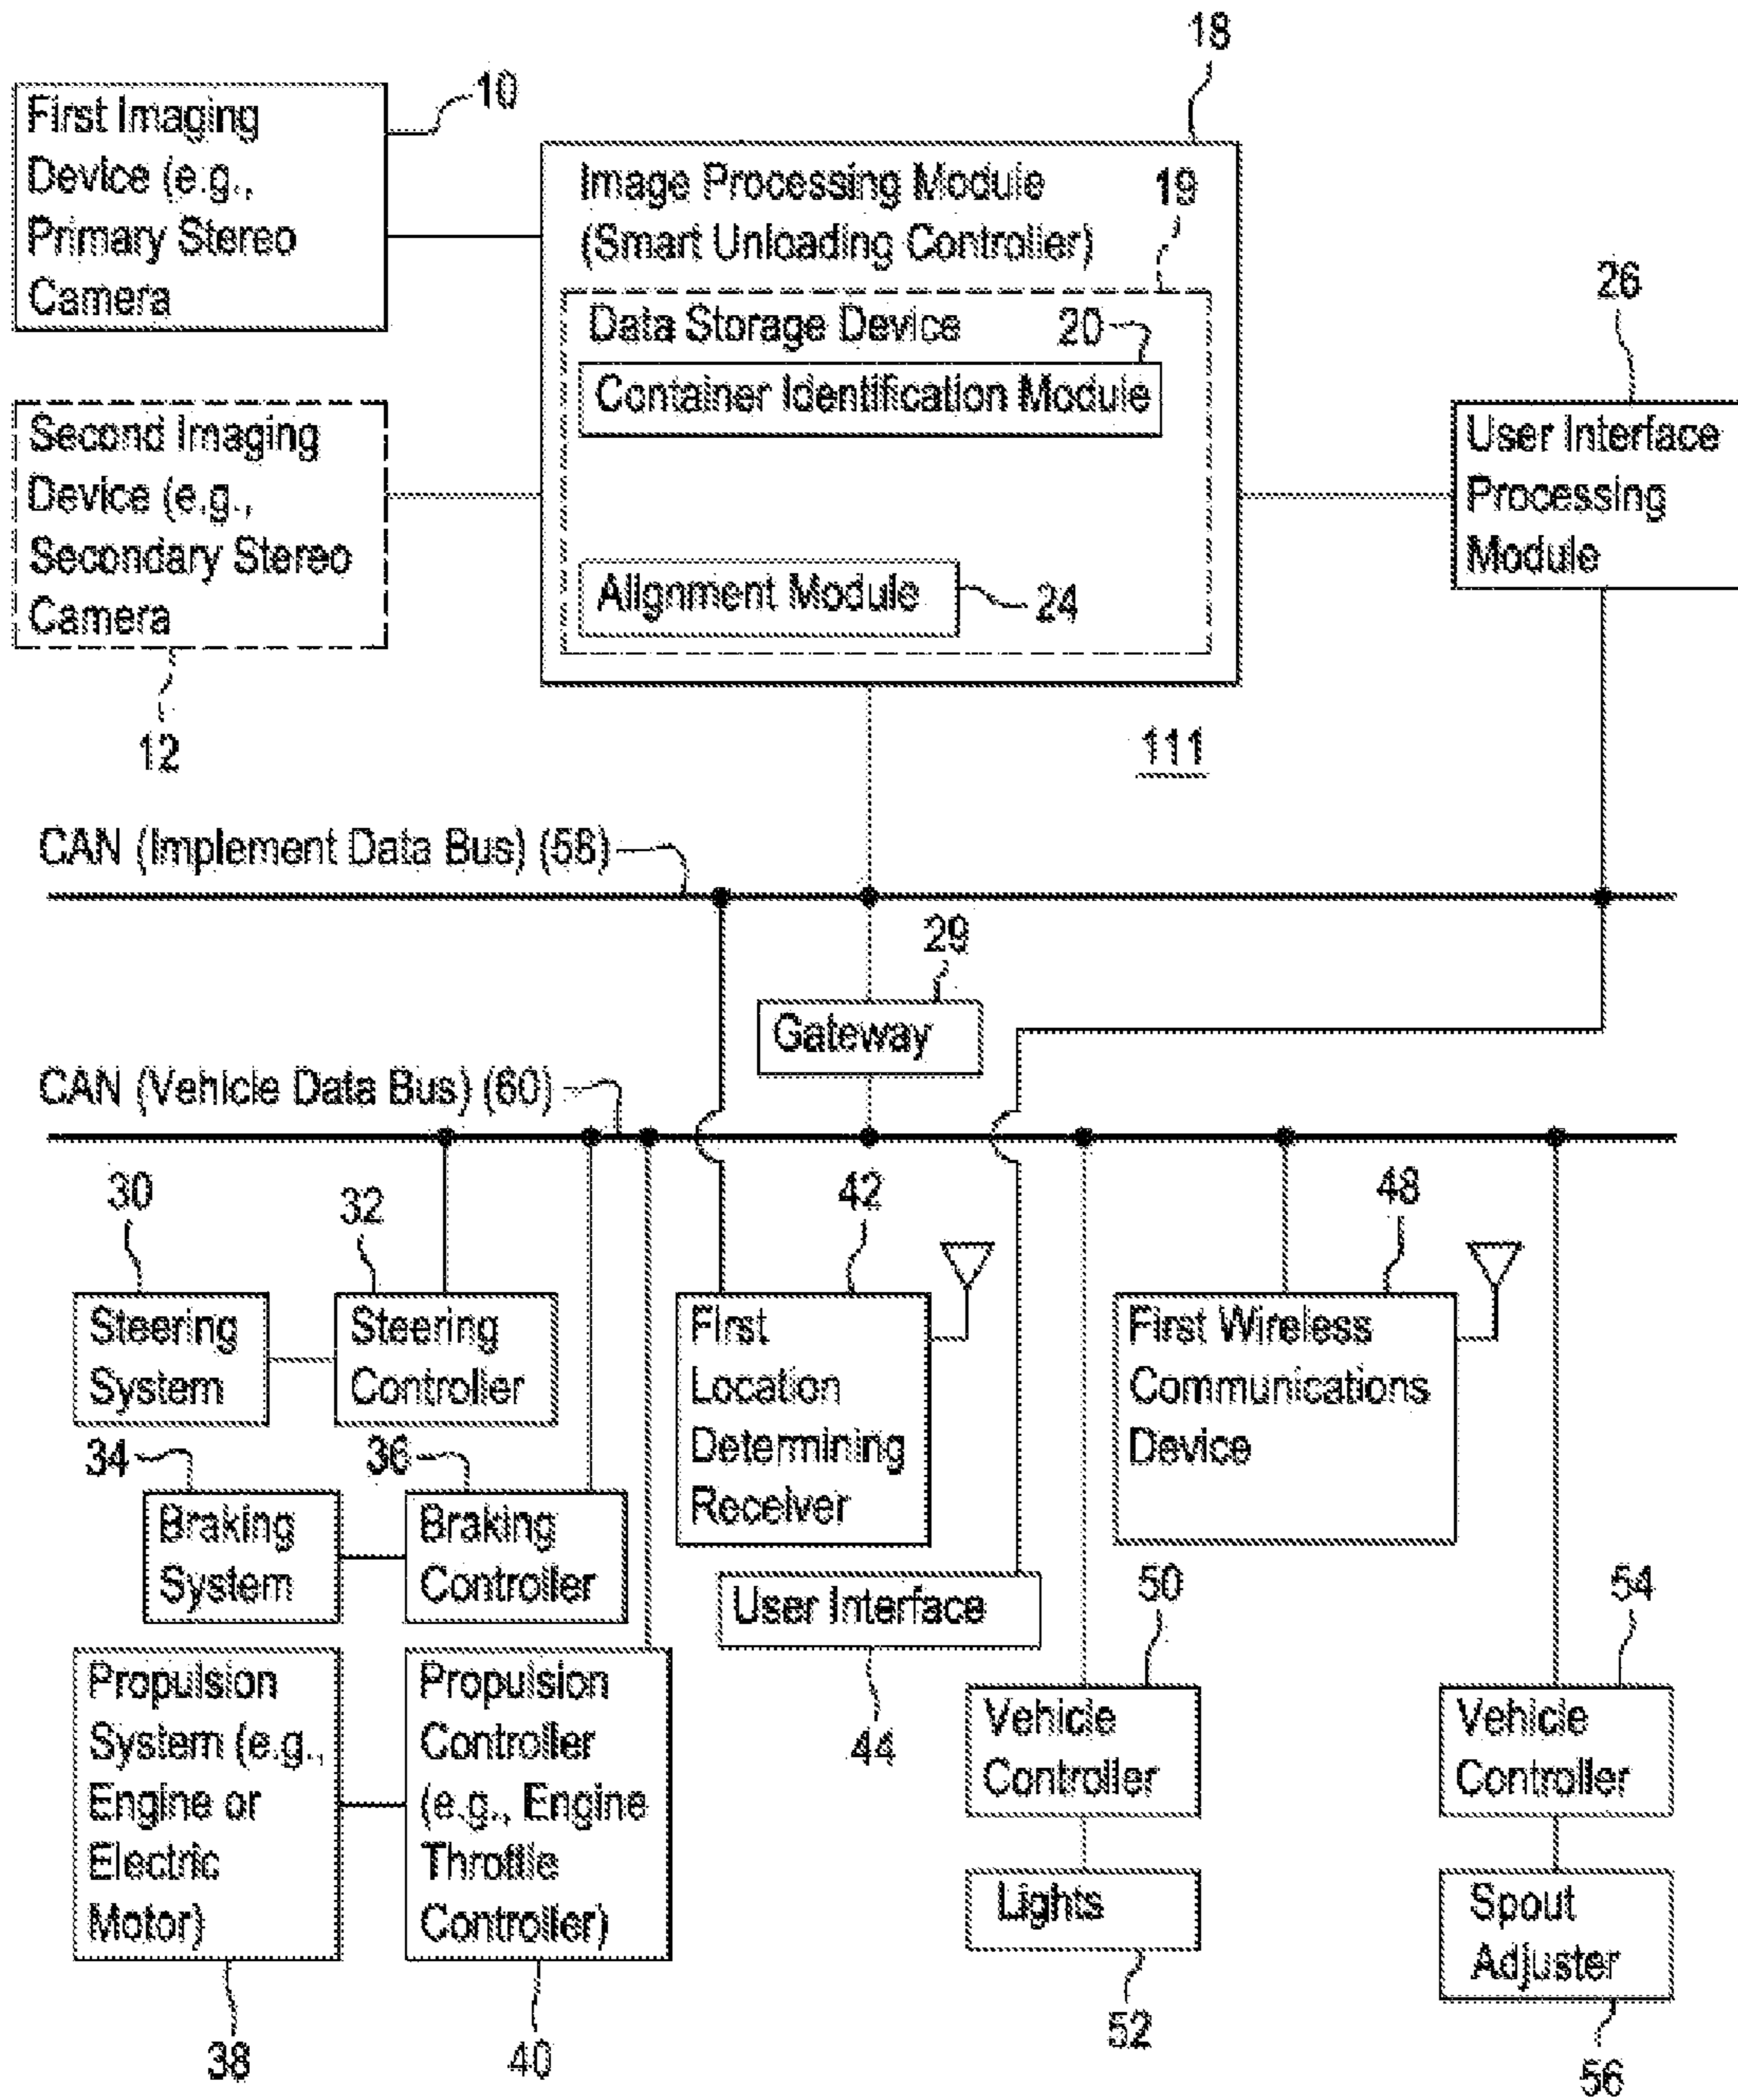 18
10
First Imaging
Device (e.g.,
Primary Stereo
Camera
Image Processing Module
(Smart Unloading Controller)
19
Data Storage Device
20
Container Identification Module
26
User Interface
Processing
Module
Second Imaging
Device (e.g.,
Secondary Stereo
Camera
Alignment Module
24
12
111
CAN (Implement Data Bus) (58)
29
Gateway
CAN (Vehicle Data Bus) (60)
30
32
42
48
Steering
System
Steering
Controller
First
Location
Determining
Receiver
First Wireless
Communications
Device
34
36
Braking
System
Braking
Controller
User Interface
44
50
54
Propulsion
System (e.g.,
Engine or
Electric
Motor)
Propulsion
Controller
(e.g., Engine
Throttle
Controller)
Vehicle
Controller
Vehicle
Controller
Lights
Spout
Adjuster
38
40
52
56